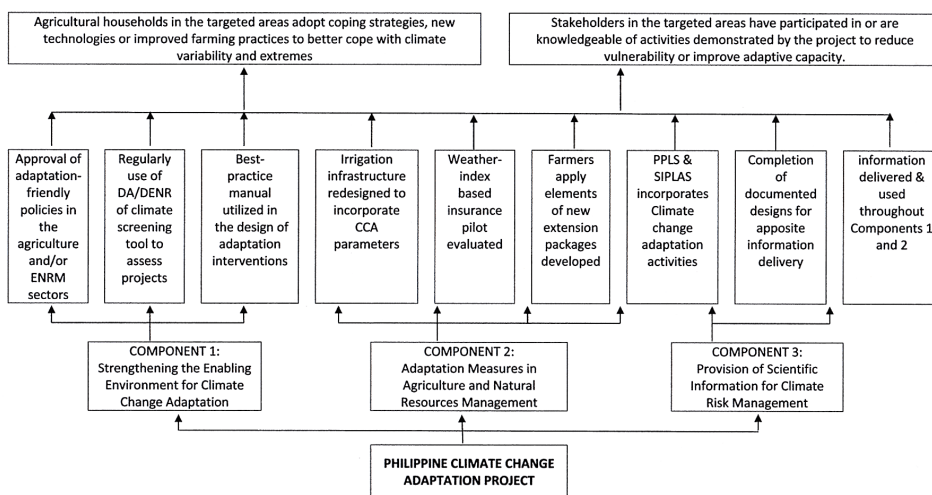 Agricultural households in the targeted areas adopt coping strategies, new
technologies or improved farming practices to better cope with climate
variability and extremes
Stakeholders in the targeted areas have participated in or are
knowledgeable of activities demonstrated by the project to reduce
vulnerability or improve adaptive capacity.
Approval of
adaptation-
friendly
policies in
the
agriculture
and/or
ENRM
sectors
Regularly
use of
DA/DENR
of climate
screening
tool to
assess
projects
Best-
practice
manual
utilized in
the design of
adaptation
interventions
Irrigation
infrastructure
redesigned to
incorporate
CCA
parameters
Weather-
index
based
insurance
pilot
evaluated
Farmers
apply
elements
of new
extension
packages
developed
PPLS &
SIPLAS
incorporates
Climate
change
adaptation
activities
Completion
of
documented
designs for
apposite
information
delivery
information
delivered &
used
throughout
Components 1
and 2
COMPONENT 1:
Strengthening the Enabling
Environment for Climate
Change Adaptation
COMPONENT 2:
Adaptation Measures in
Agriculture and Natural
Resources Management
COMPONENT 3:
Provision of Scientific
Information for Climate
Risk Management
PHILIPPINE CLIMATE CHANGE
ADAPTATION PROJECT